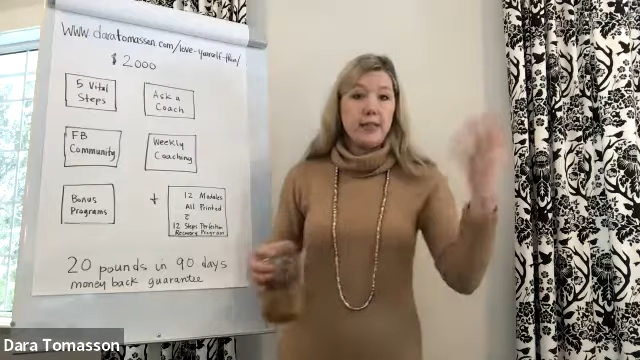 www.daratomasson.com/love-yourself-thin/
$2000
5 Vital
Steps
Ask a
Coach
FB
Community
Weekly
Coaching
Bonus
Programs
+
12 Modules
All Printed
12 Steps Perfection
Recovery Program
20 pounds in 90 days
money back guarantee
Dara Tomasson